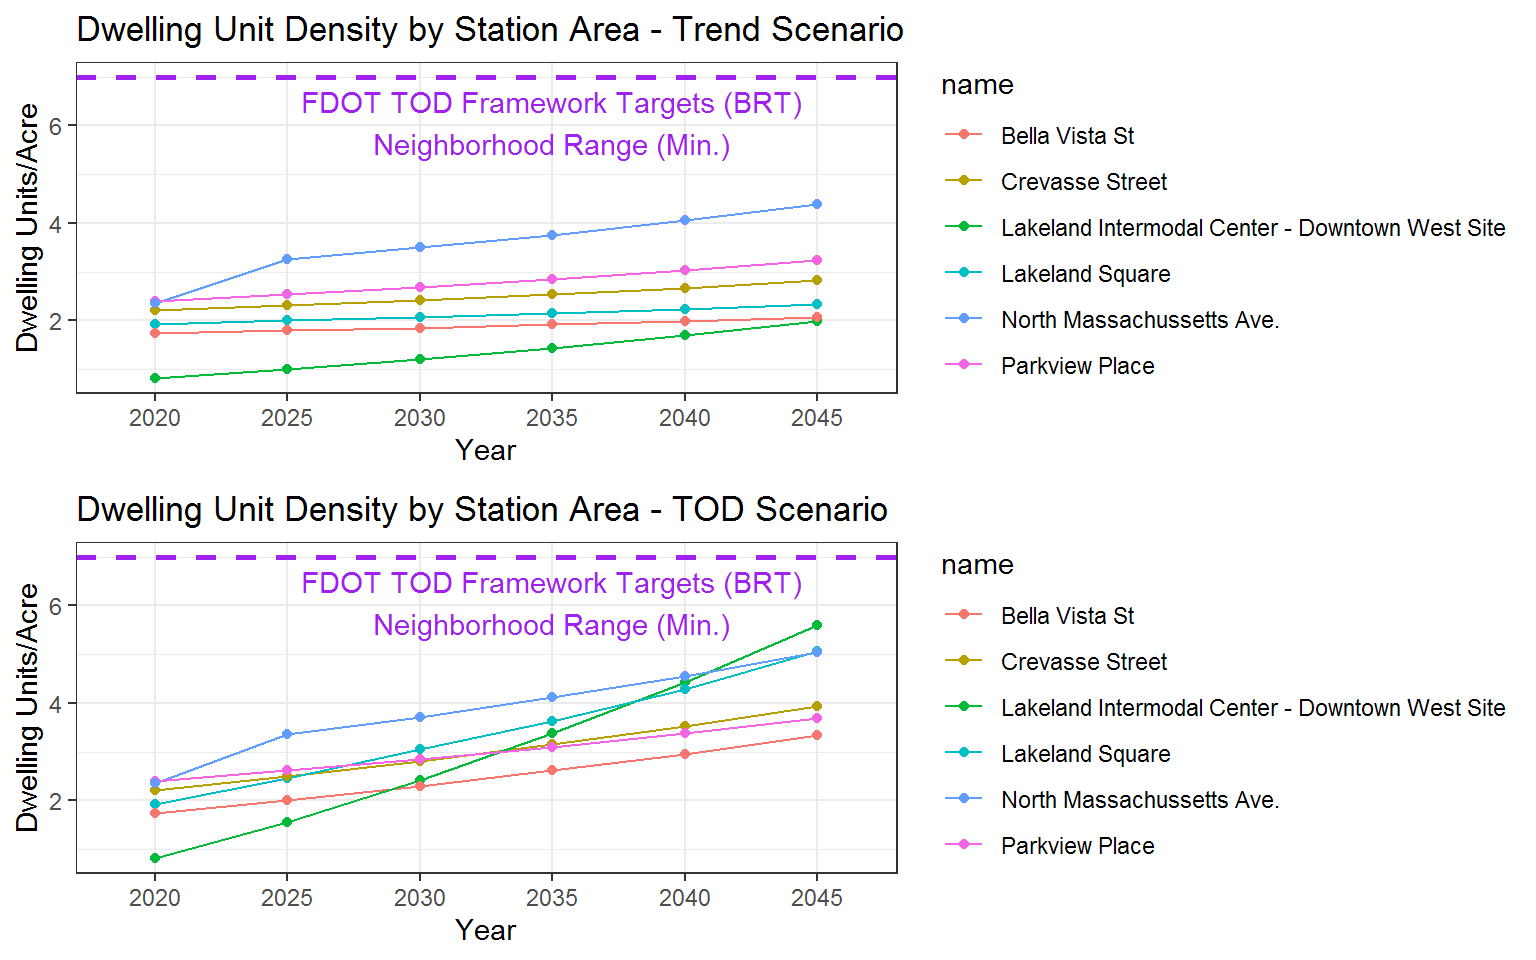 Dwelling Unit Density by Station Area - Trend Scenario
Dwelling Units/Acre
6
4
2
FDOT TOD Framework Targets (BRT)
Neighborhood Range (Min.)
2020 2025 2030 2035 2040 2045
Year
name
Bella Vista St
Crevasse Street
Lakeland Intermodal Center - Downtown West Site
Lakeland Square
North Massachussetts Ave.
Parkview Place
Dwelling Unit Density by Station Area - TOD Scenario
Dwelling Units/Acre
6
4
2
FDOT TOD Framework Targets (BRT)
Neighborhood Range (Min.)
2020 2025 2030 2035 2040 2045
Year
name
Bella Vista St
Crevasse Street
Lakeland Intermodal Center - Downtown West Site
Lakeland Square
North Massachussetts Ave.
Parkview Place